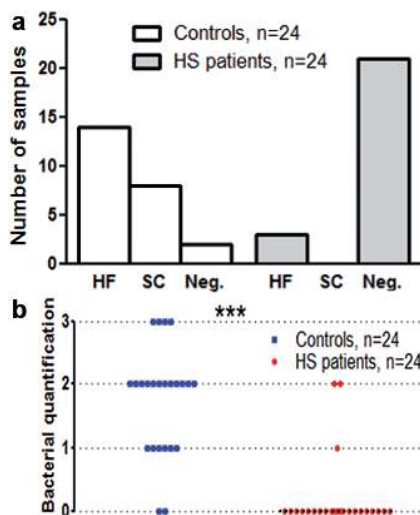 a
Number of samples
25
20
15
10
5
0
Controls, n=24
HS patients, n=24
HF SC Neg. HF SC Neg.
b
Bacterial quantification
3
2
1
0
***
Controls, n=24
HS patients, n=24